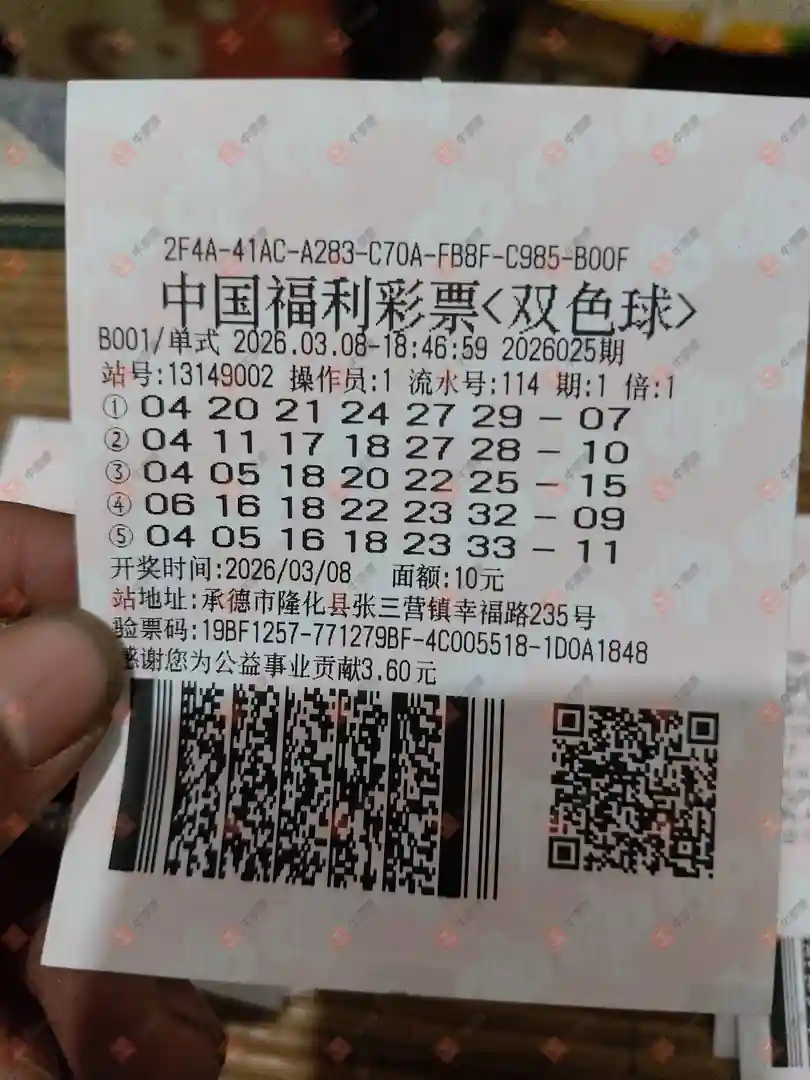 2F4A-41AC-A283-C70A-FB8F-C985-B00F
中国福利彩票<双色球>
B001/单式 2026.03.08-18:46:59 2026025期
站号:13149002 操作员:1 流水号:114 期:1 倍:1
① 04 20 21 24 27 29 - 07
② 04 11 17 18 27 28 - 10
③ 04 05 18 20 22 25 - 15
④ 06 16 18 22 23 32 - 09
⑤ 04 05 16 18 23 33 - 11
开奖时间:2026/03/08 面额:10元
站地址:承德市隆化县张三营镇幸福路235号
验票码:19BF1257-771279BF-4C005518-1D0A1848
感谢您为公益事业贡献3.60元